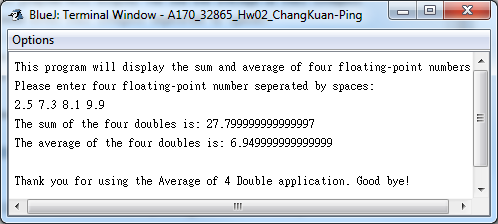 BlueJ: Terminal Window - A170_32865_Hw02_ChangKuan-Ping
Options
This program will display the sum and average of four floating-point numbers
Please enter four floating-point number seperated by spaces:
2.5 7.3 8.1 9.9
The sum of the four doubles is: 27.799999999999997
The average of the four doubles is: 6.949999999999999
Thank you for using the Average of 4 Double application. Good bye!